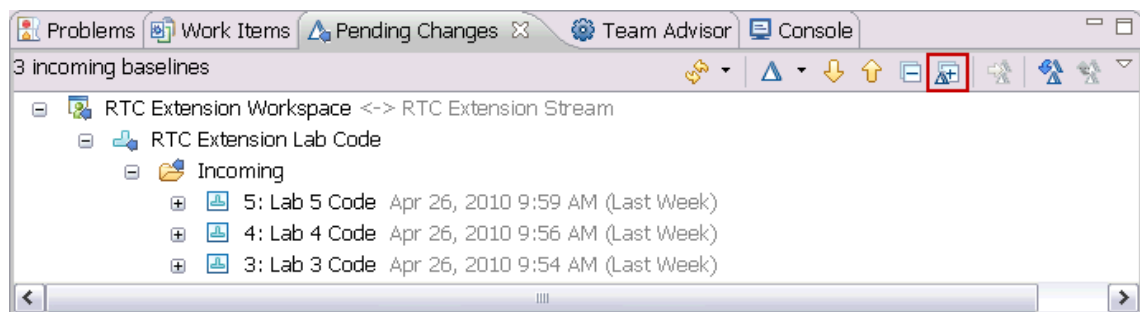 Problems Work Items Pending Changes Team Advisor Console
3 incoming baselines
RTC Extension Workspace <-> RTC Extension Stream
RTC Extension Lab Code
Incoming
5: Lab 5 Code Apr 26, 2010 9:59 AM (Last Week)
4: Lab 4 Code Apr 26, 2010 9:56 AM (Last Week)
3: Lab 3 Code Apr 26, 2010 9:54 AM (Last Week)